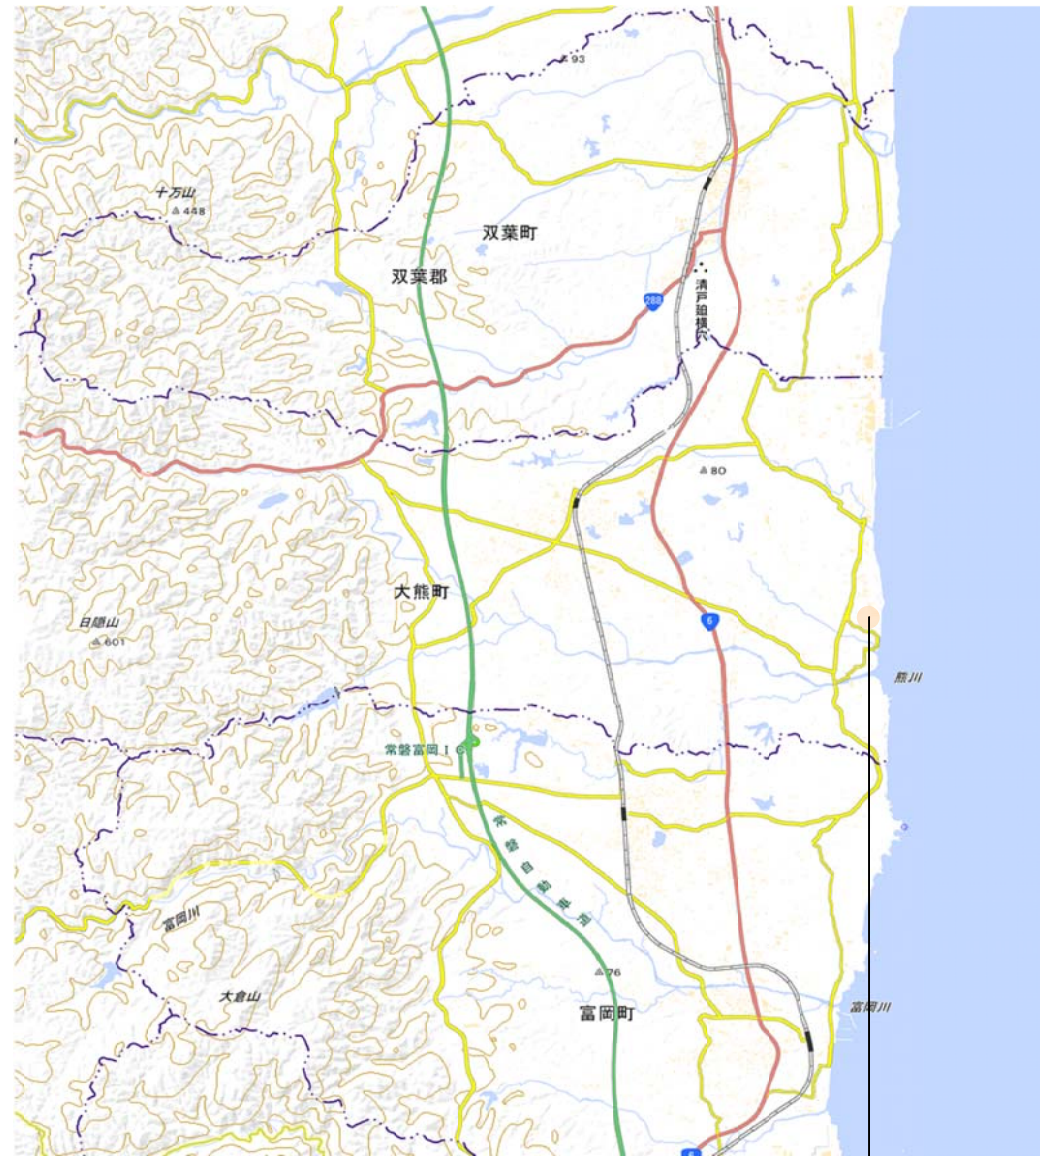 93
十万山
448
双葉町
双葉郡
288
清戸廹横穴
80
大熊町
日隠山
601
6
熊川
常磐富岡IC
常磐自動車道
富岡川
76
大倉山
富岡町
富岡川
6